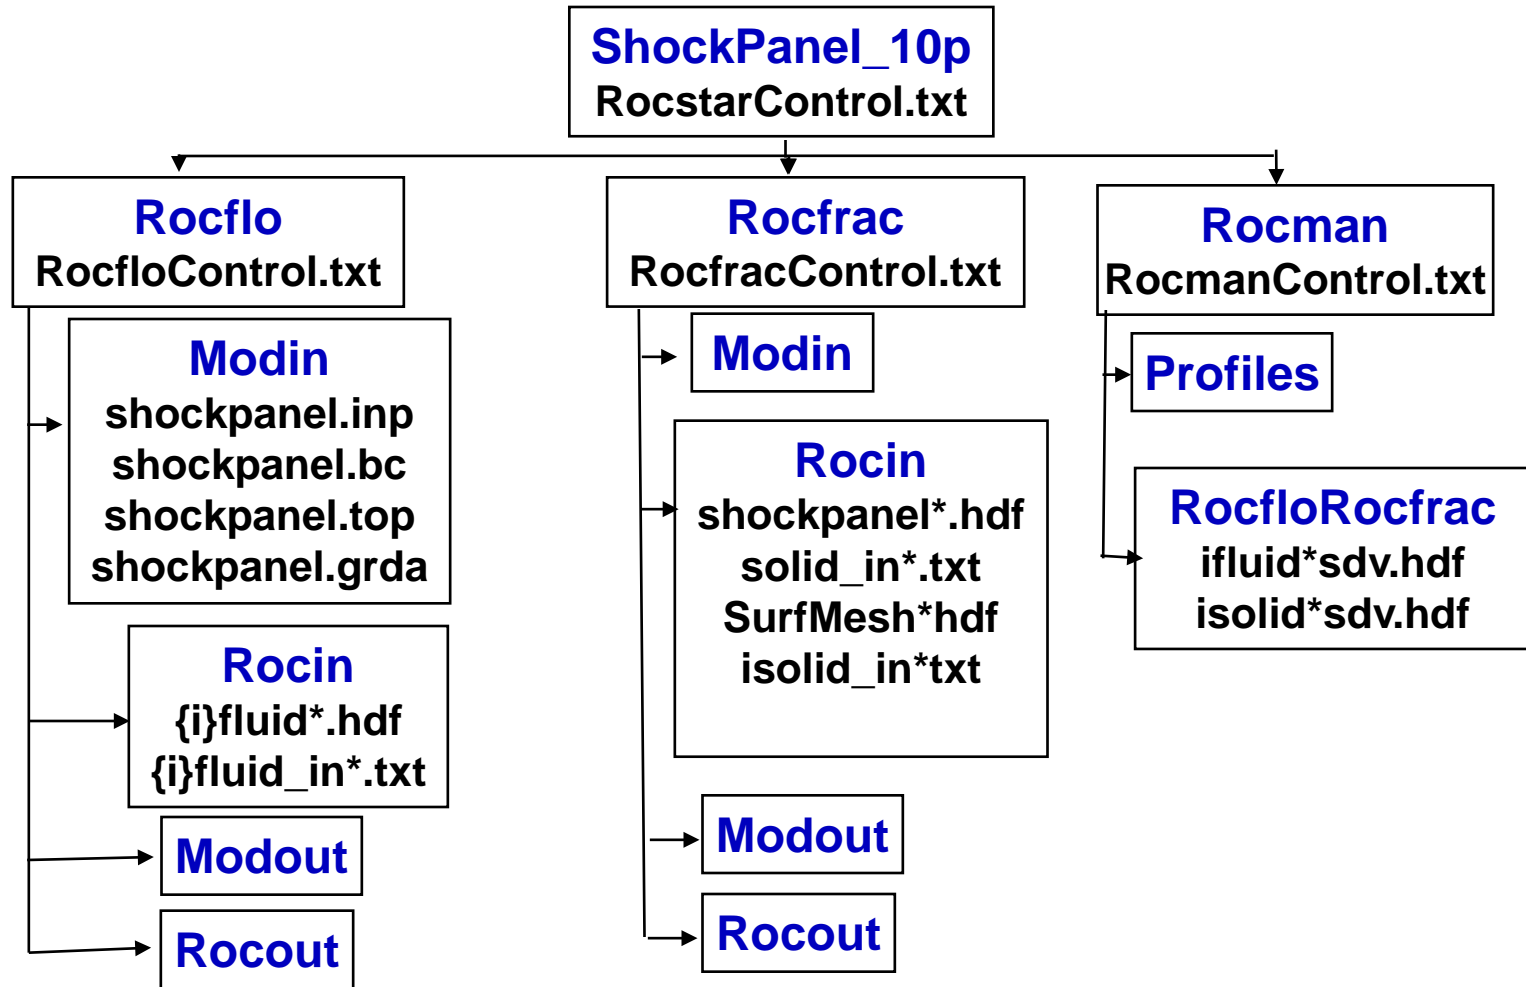 ShockPanel_10p
RocstarControl.txt
Rocflo
RocfloControl.txt
Modin
shockpanel.inp
shockpanel.bc
shockpanel.top
shockpanel.grda
Rocin
{i}fluid*.hdf
{i}fluid_in*.txt
Modout
Rocout
Rocfrac
RocfracControl.txt
Modin
Rocin
shockpanel*.hdf
solid_in*.txt
SurfMesh*hdf
isolid_in*txt
Modout
Rocout
Rocman
RocmanControl.txt
Profiles
RocfloRocfrac
ifluid*sdv.hdf
isolid*sdv.hdf